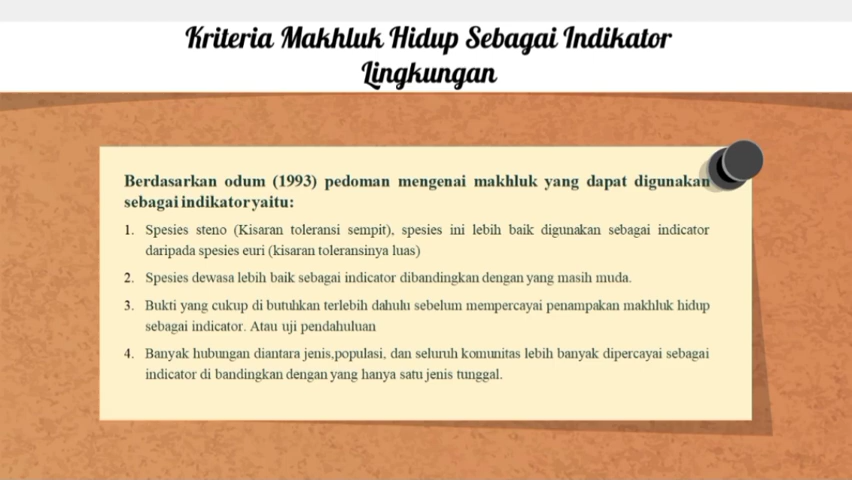 Kriteria Makhluk Hidup Sebagai Indikator
Lingkungan
Berdasarkan odum (1993) pedoman mengenai makhluk yang dapat digunakan
sebagai indikator yaitu:
1. Spesies steno (Kisaran toleransi sempit), spesies ini lebih baik digunakan sebagai indicator
daripada spesies euri (kisaran toleransinya luas)
2. Spesies dewasa lebih baik sebagai indicator dibandingkan dengan yang masih muda.
3. Bukti yang cukup di butuhkan terlebih dahulu sebelum mempercayai penampakan makhluk hidup
sebagai indicator. Atau uji pendahuluan
4. Banyak hubungan diantara jenis,populasi, dan seluruh komunitas lebih banyak dipercayai sebagai
indicator di bandingkan dengan yang hanya satu jenis tunggal.